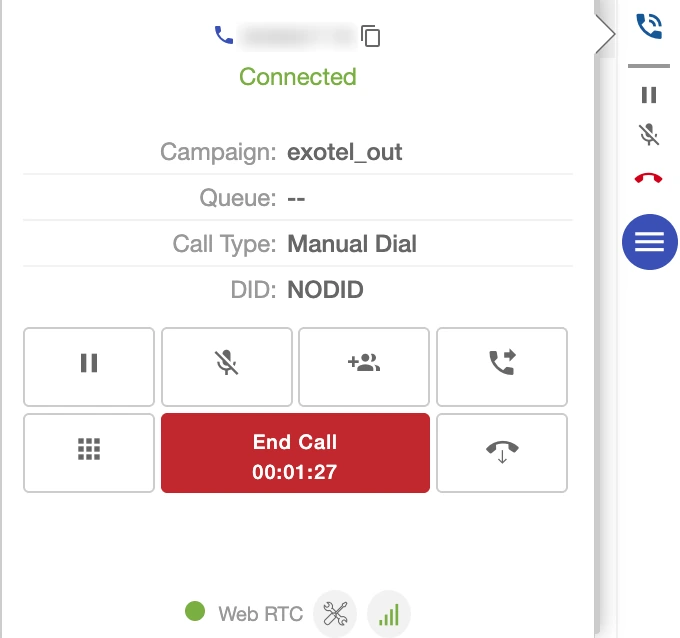 Connected
Campaign: exotel_out
Queue: --
Call Type: Manual Dial
DID: NODID
End Call
00:01:27
Web RTC